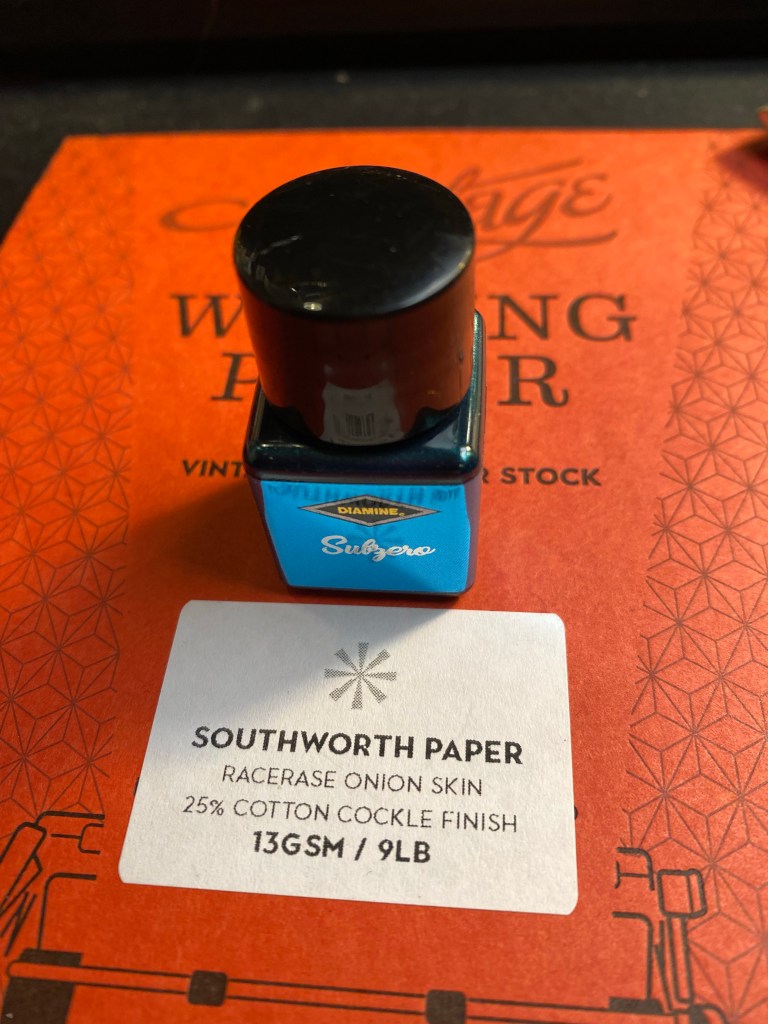 STOCK
DIAMINE®
Subzero
SOUTHWORTH PAPER
RACERASE ONION SKIN
25% COTTON COCKLE FINISH
13GSM / 9LB